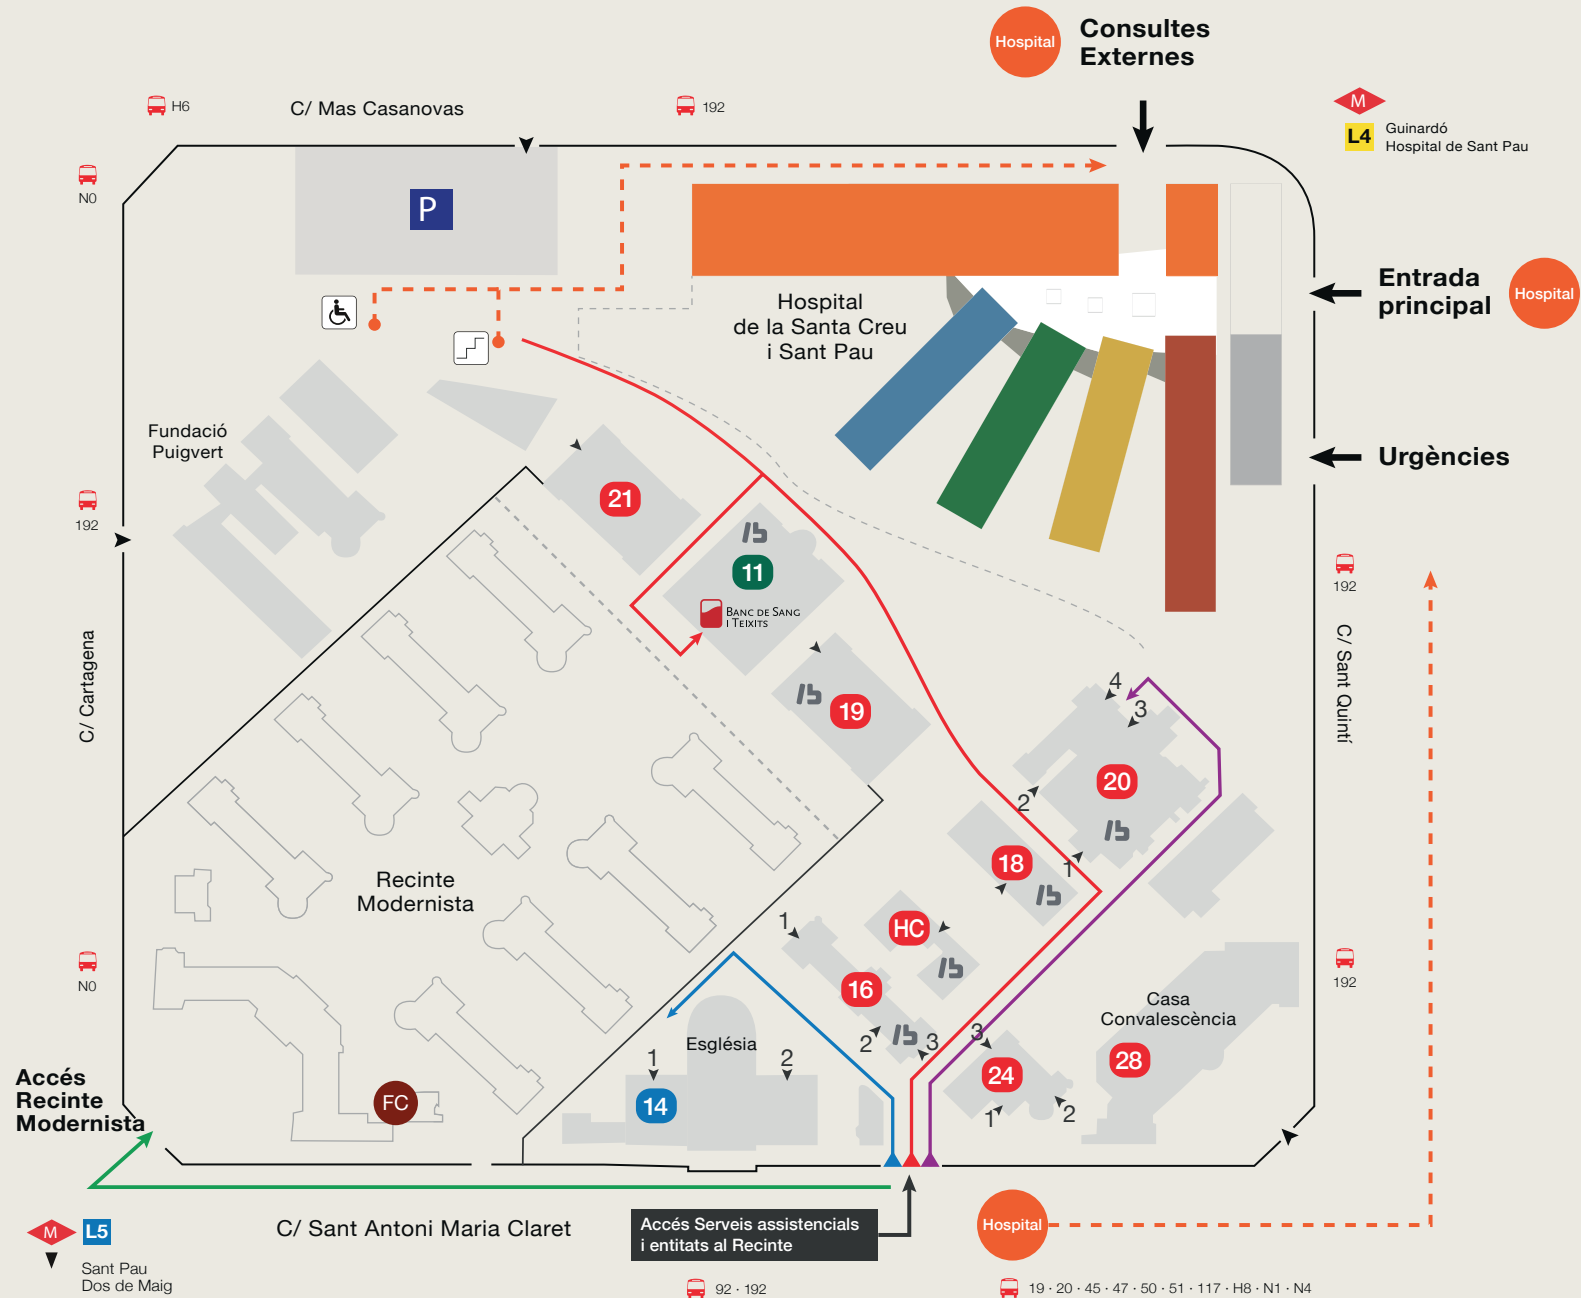 Hospital
Consultes
Externes
H6
C/ Mas Casanovas
192
M
L4
Guinardó
Hospital de Sant Pau
N0
P
Entrada
principal
Hospital
Hospital
de la Santa Creu
i Sant Pau
Fundació
Puigvert
Urgències
192
21
11
BANC DE SANG
I TEIXITS
192
C/ Cartagena
C/ Sant Quintí
19
4
3
20
2
1
18
Recinte
Modernista
HC
1
16
2
3
N0
192
Casa
Convalescència
28
Església
1
2
14
3
24
1
2
FC
Accés
Recinte
Modernista
M
L5
Sant Pau
Dos de Maig
C/ Sant Antoni Maria Claret
Accés Serveis assistencials
i entitats al Recinte
Hospital
92 · 192
19 · 20 · 45 · 47 · 50 · 51 · 117 · H8 · N1 · N4